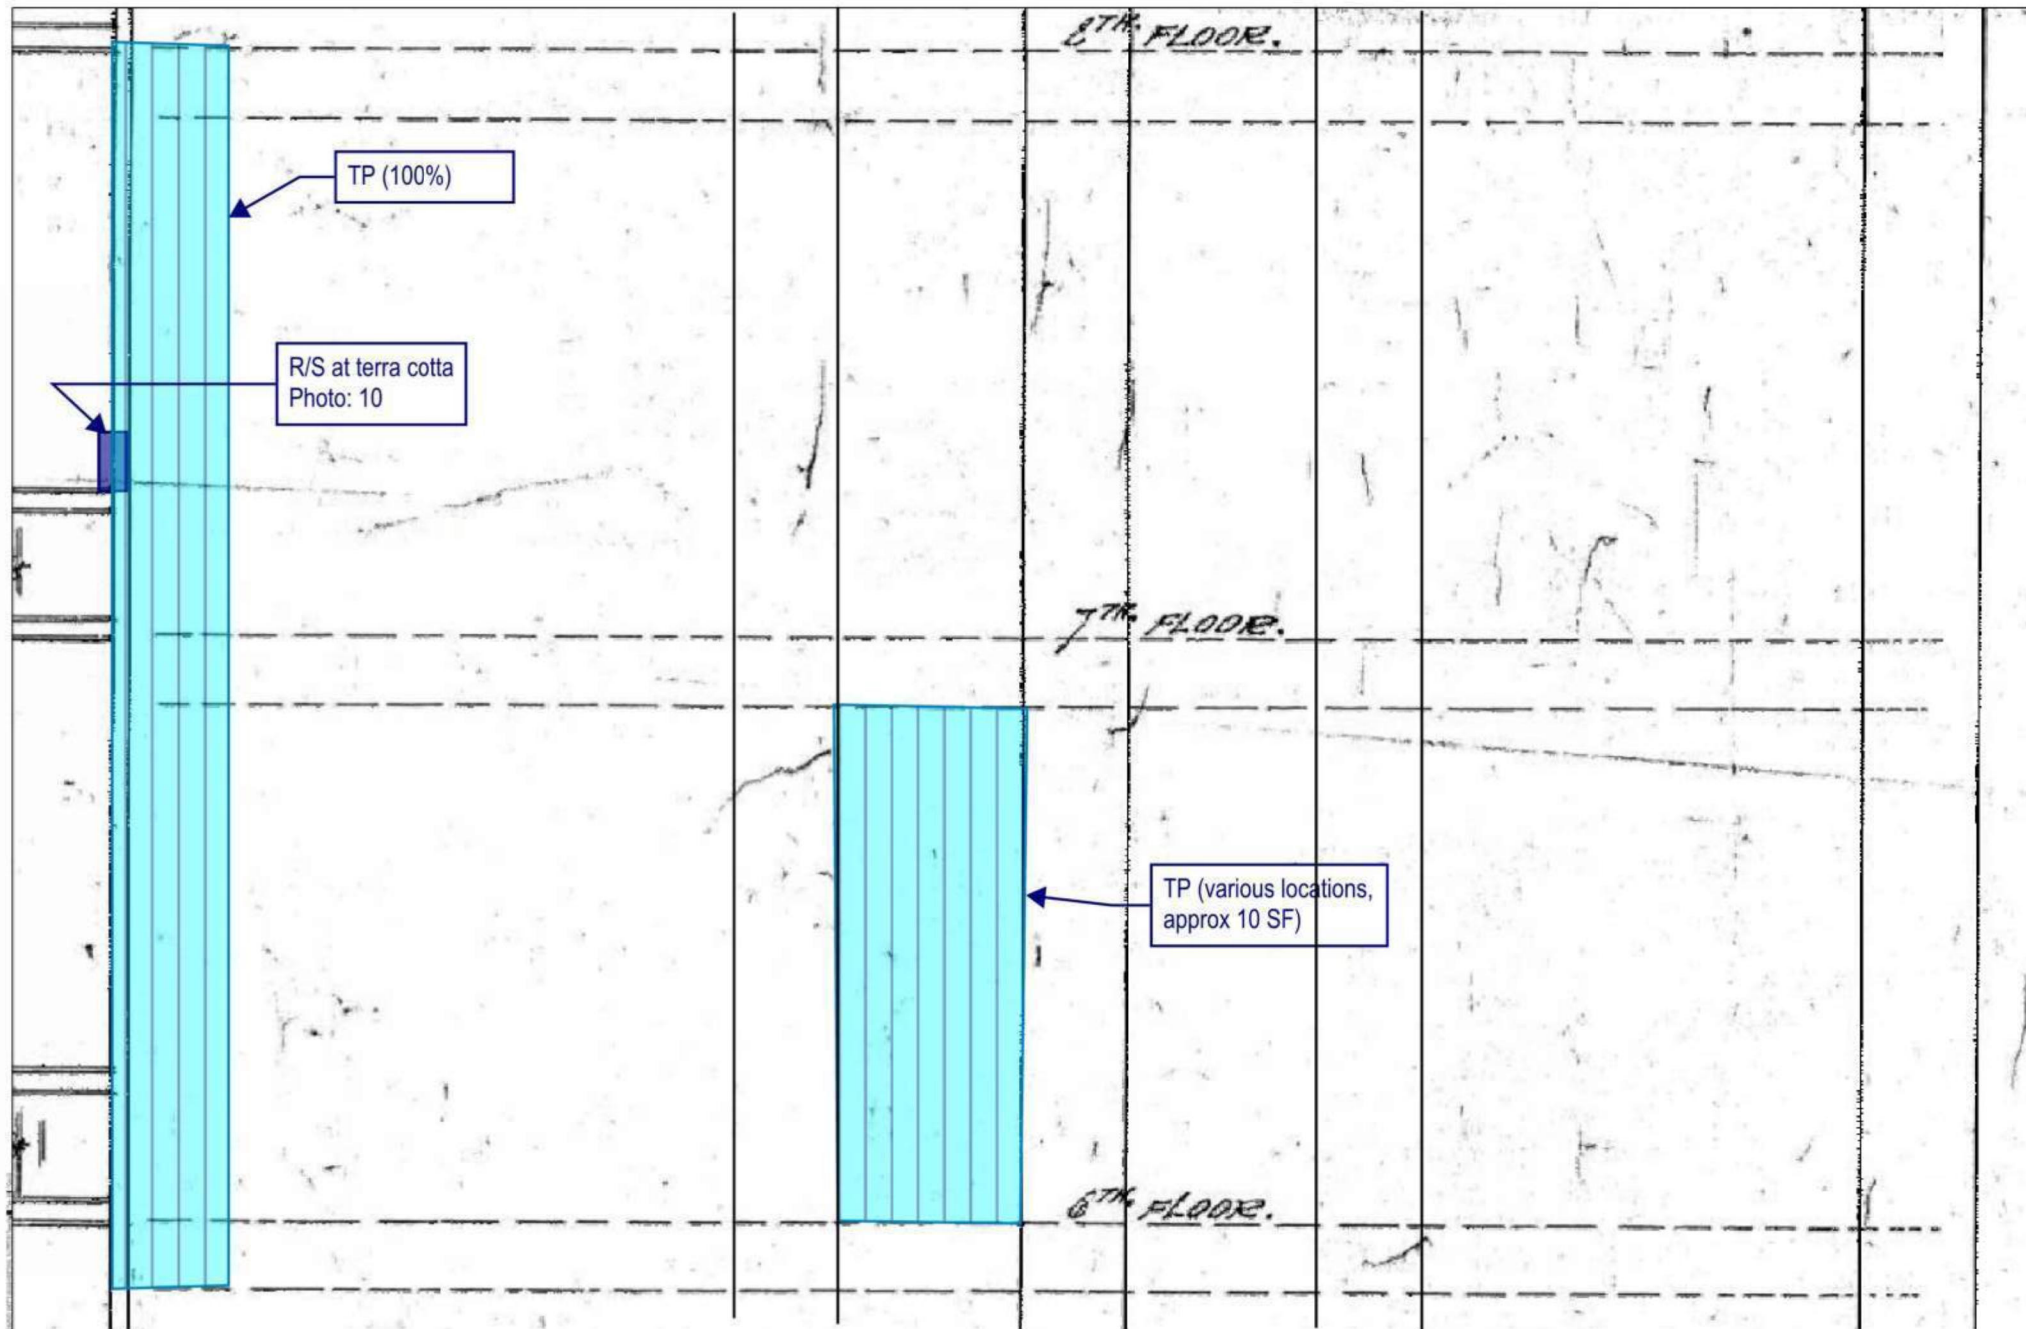 8TH. FLOOR.
TP (100%)
R/S at terra cotta
Photo: 10
7TH. FLOOR.
TP (various locations,
approx 10 SF)
6TH. FLOOR.